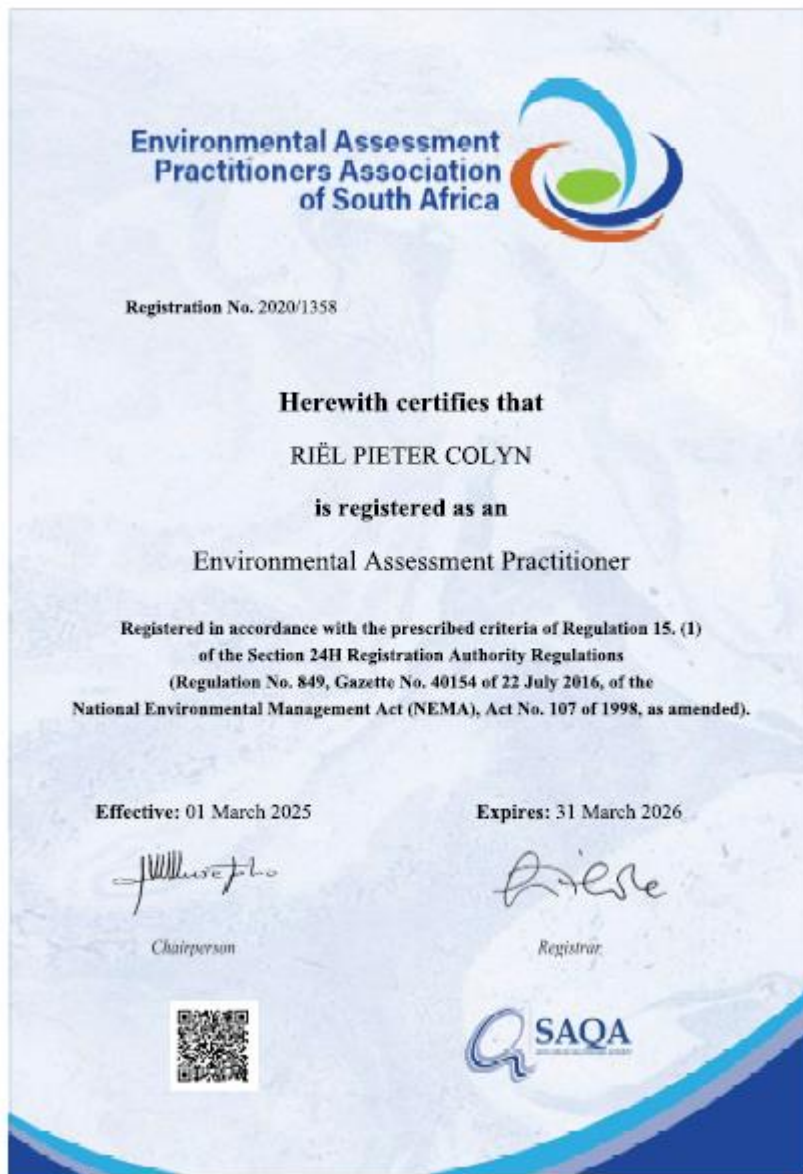 Environmental Assessment
Practitioners Association
of South Africa
Registration No. 2020/1358
Herewith certifies that
RIËL PIETER COLYN
is registered as an
Environmental Assessment Practitioner
Registered in accordance with the prescribed criteria of Regulation 15. (1)
of the Section 24H Registration Authority Regulations
(Regulation No. 849, Gazette No. 40154 of 22 July 2016, of the
National Environmental Management Act (NEMA), Act No. 107 of 1998, as amended).
Effective: 01 March 2025
Expires: 31 March 2026
Chairperson
Registrar
SAQA